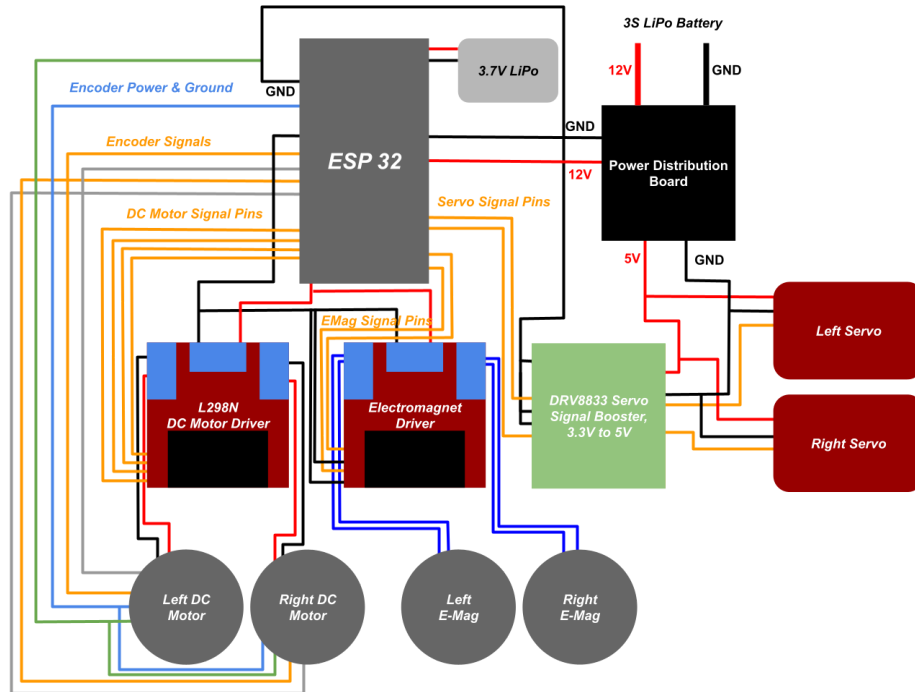 3S LiPo Battery
12V
GND
3.7V LiPo
Encoder Power & Ground
GND
GND
Encoder Signals
ESP 32
Power Distribution
Board
12V
Servo Signal Pins
DC Motor Signal Pins
5V
GND
EMag Signal Pins
Left Servo
L298N
DC Motor Driver
Electromagnet
Driver
DRV8833 Servo
Signal Booster,
3.3V to 5V
Right Servo
Left DC
Motor
Right DC
Motor
Left
E-Mag
Right
E-Mag